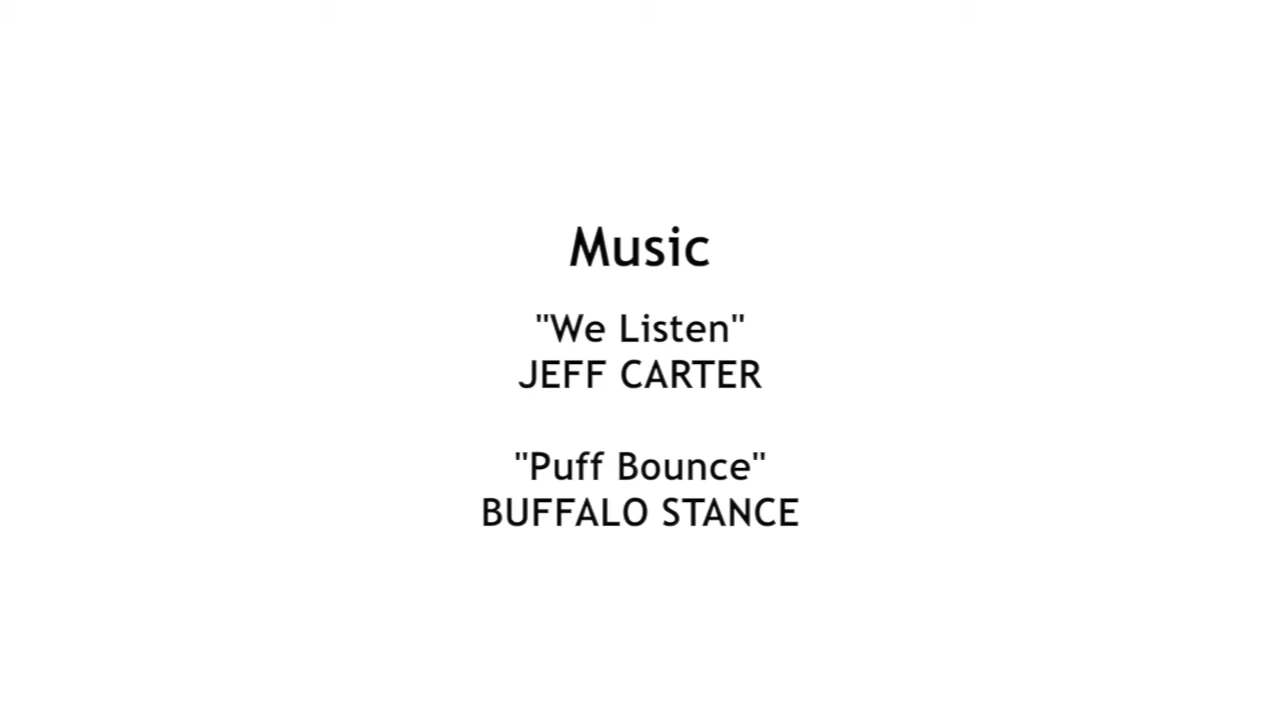 Music
"We Listen"
JEFF CARTER
"Puff Bounce"
BUFFALO STANCE